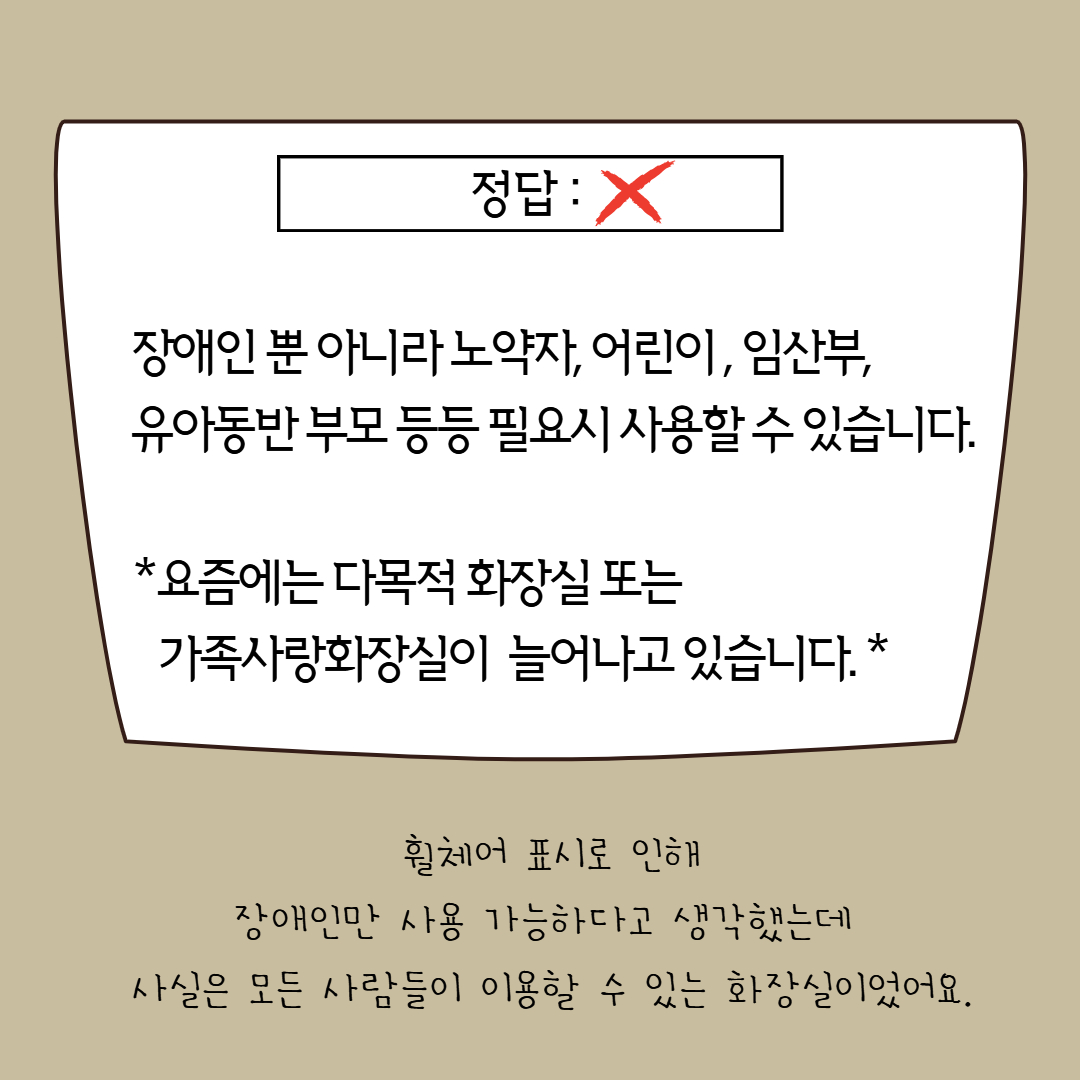 정답 : ❌
장애인 뿐 아니라 노약자, 어린이 , 임산부,
유아동반 부모 등등 필요시 사용할 수 있습니다.
*요즘에는 다목적 화장실 또는
가족사랑화장실이 늘어나고 있습니다. *
휠체어 표시로 인해
장애인만 사용 가능하다고 생각했는데
사실은 모든 사람들이 이용할 수 있는 화장실이었어요.